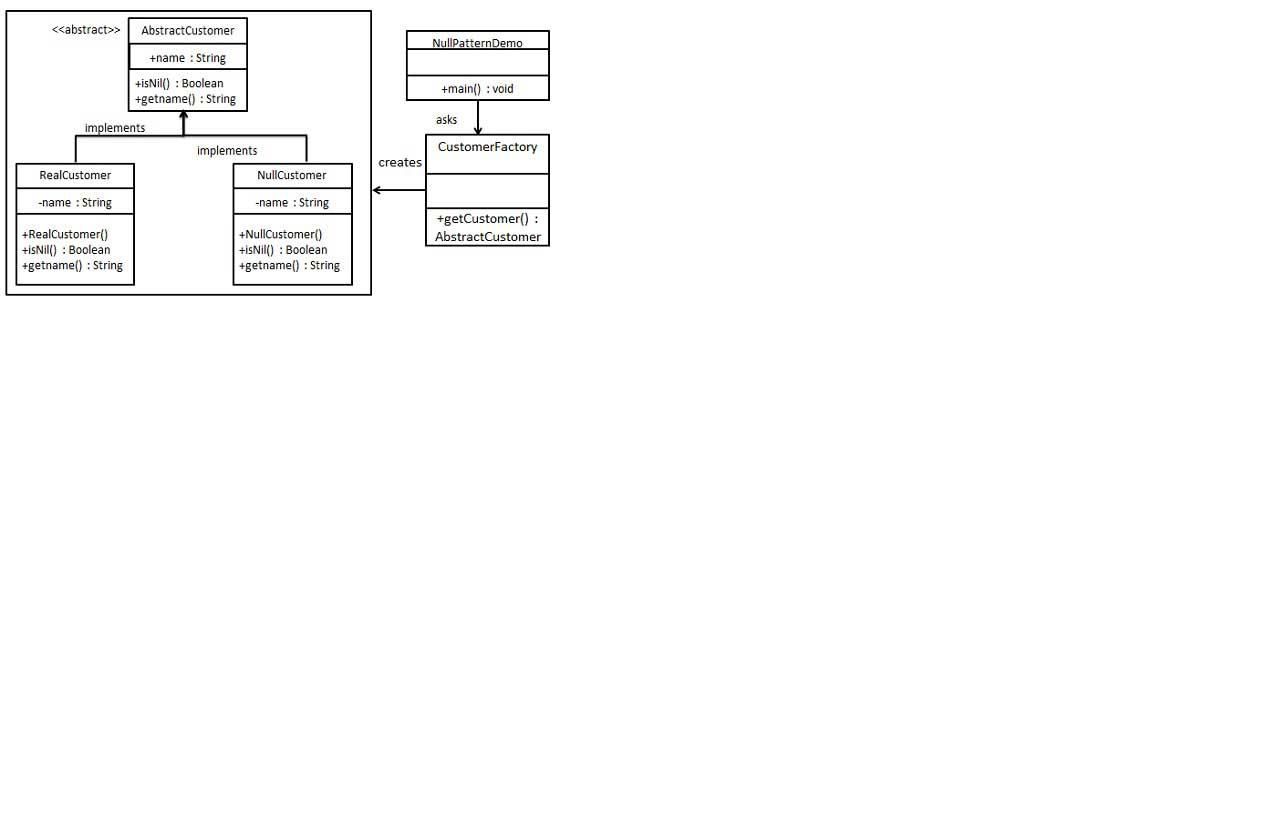 <<abstract>>
AbstractCustomer
+name : String
+isNil() : Boolean
+getname() : String
implements
implements
RealCustomer
-name : String
+RealCustomer()
+isNil() : Boolean
+getname() : String
NullCustomer
-name : String
+NullCustomer()
+isNil() : Boolean
+getname() : String
NullPatternDemo
+main() : void
asks
creates
CustomerFactory
+getCustomer() :
AbstractCustomer